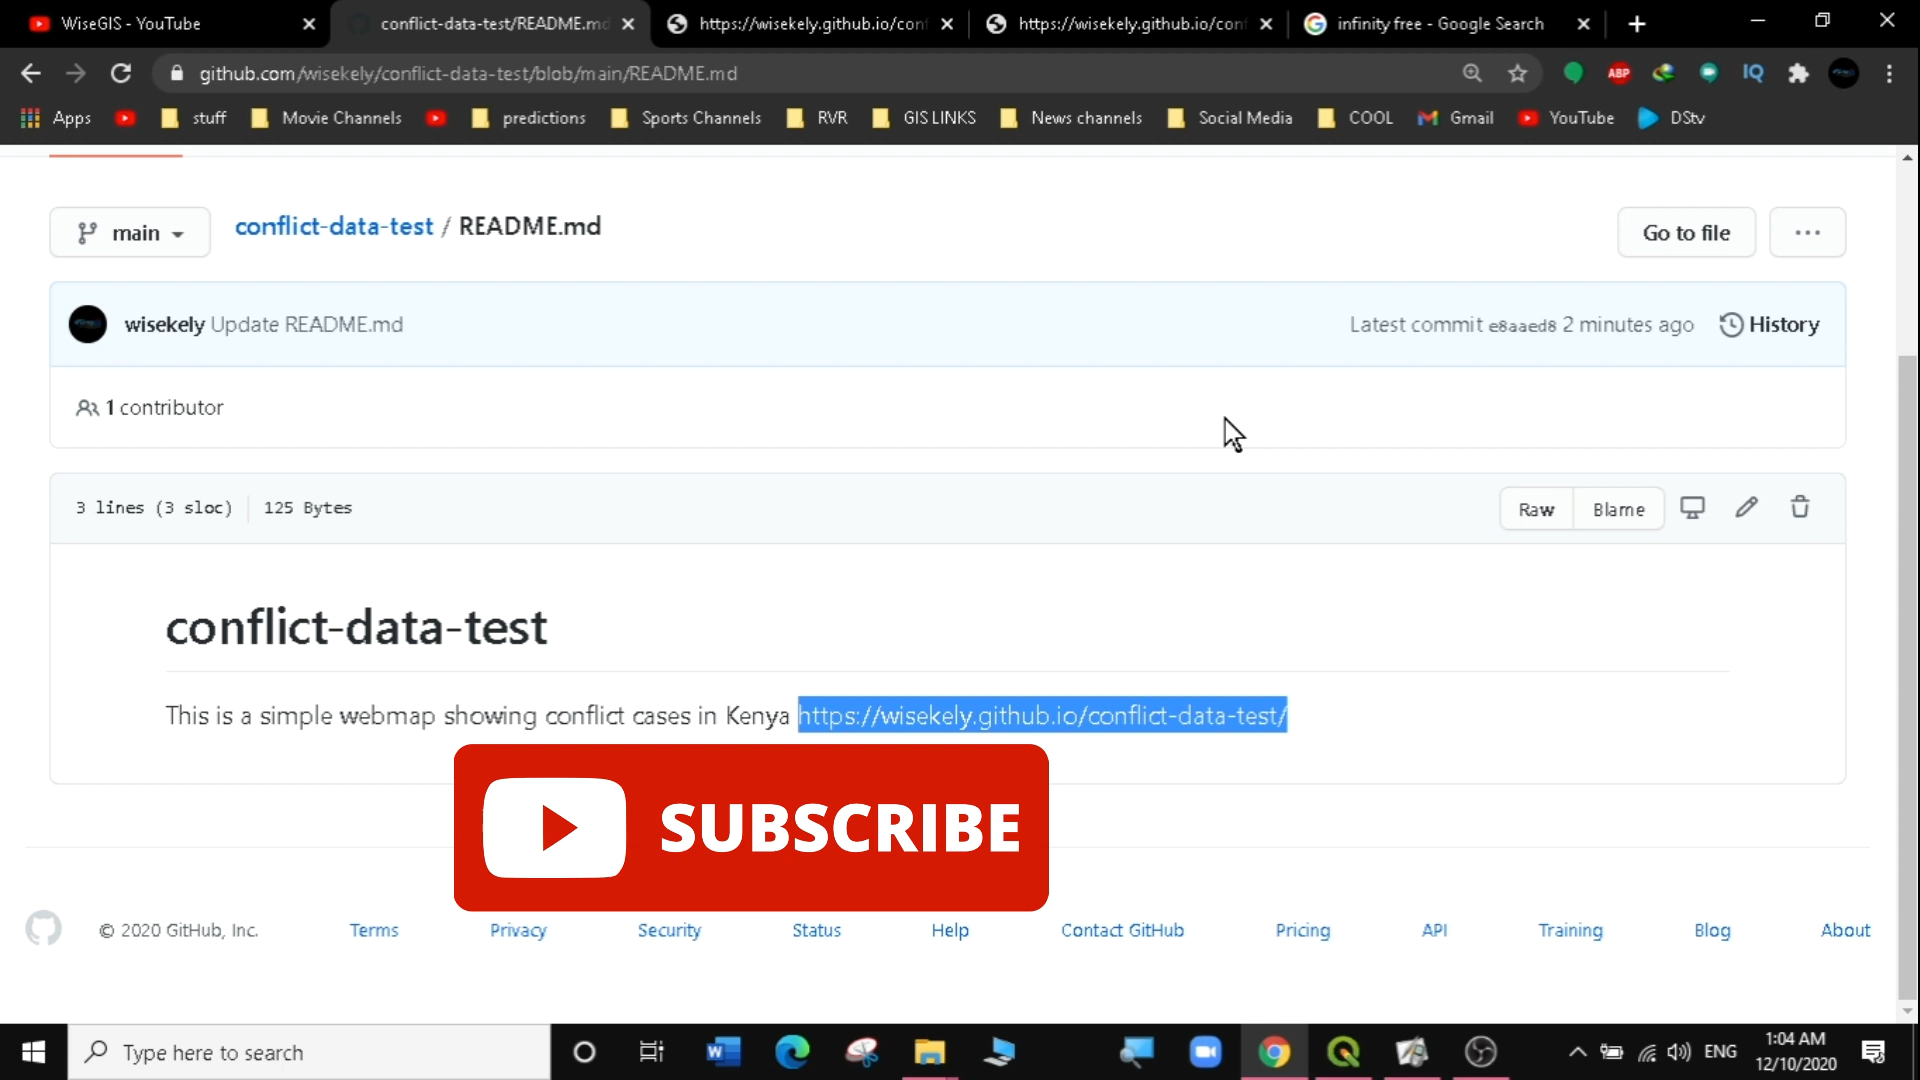 WiseGIS - YouTube
conflict-data-test/README.md
https://wisekely.github.io/conf
https://wisekely.github.io/conf
infinity free - Google Search
github.com/wisekely/conflict-data-test/blob/main/README.md
ABP
IQ
Apps
stuff
Movie Channels
predictions
Sports Channels
RVR
GIS LINKS
News channels
Social Media
COOL
Gmail
YouTube
DStv
main
conflict-data-test / README.md
Go to file
wisekely Update README.md
Latest commit e8aaed8 2 minutes ago
History
1 contributor
3 lines (3 sloc)
125 Bytes
Raw
Blame
conflict-data-test
This is a simple webmap showing conflict cases in Kenya https://wisekely.github.io/conflict-data-test/
SUBSCRIBE
© 2020 GitHub, Inc.
Terms
Privacy
Security
Status
Help
Contact GitHub
Pricing
API
Training
Blog
About
Type here to search
ENG
1:04 AM
12/10/2020